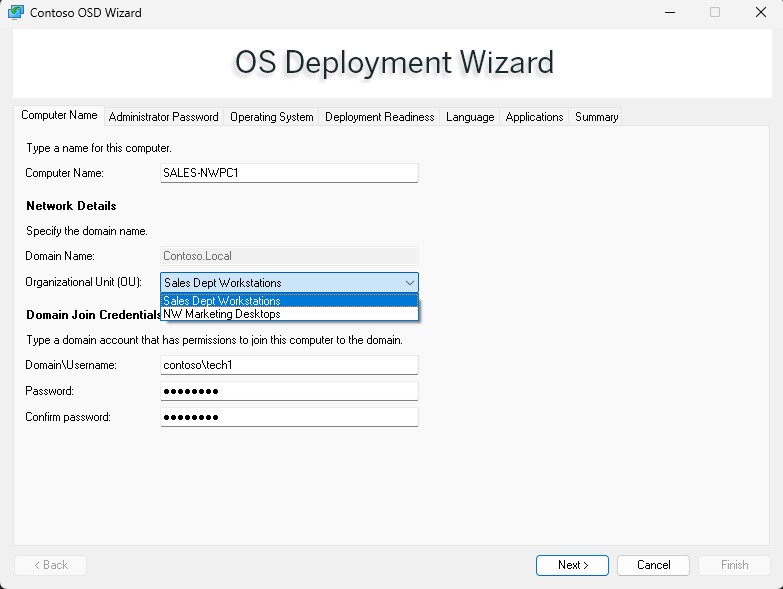 Contoso OSD Wizard
OS Deployment Wizard
Computer Name Administrator Password Operating System Deployment Readiness Language Applications Summary
Type a name for this computer.
Computer Name: SALES-NWPC1
Network Details
Specify the domain name.
Domain Name: Contoso.Local
Organizational Unit (OU): Sales Dept Workstations
Sales Dept Workstations
NW Marketing Desktops
Domain Join Credentials
Type a domain account that has permissions to join this computer to the domain.
Domain\Username: contoso\tech1
Password: ●●●●●●●●
Confirm password: ●●●●●●●●
< Back Next > Cancel Finish